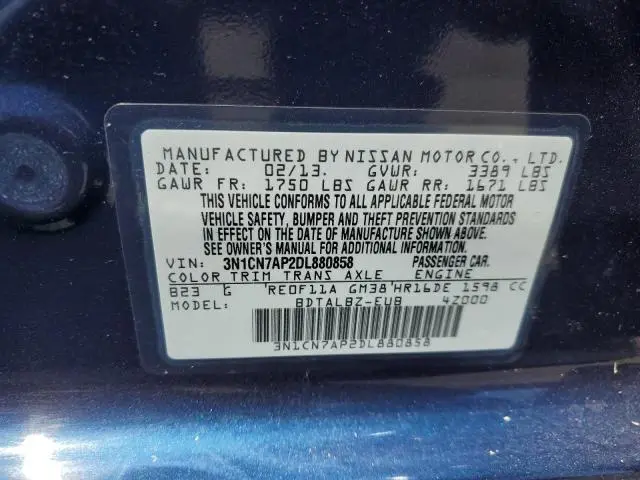 MANUFACTURED BY NISSAN MOTOR CO., LTD.
DATE: 02/13. GVWR: 3389 LBS
GAWR FR: 1750 LBS GAWR RR: 1671 LBS
THIS VEHICLE CONFORMS TO ALL APPLICABLE FEDERAL MOTOR
VEHICLE SAFETY, BUMPER AND THEFT PREVENTION STANDARDS
IN EFFECT ON THE DATE OF MANUFACTURE SHOWN ABOVE.
SEE OWNER'S MANUAL FOR ADDITIONAL INFORMATION.
VIN: 3N1CN7AP2DL880858 PASSENGER CAR.
COLOR TRIM TRANS AXLE ENGINE
B23 G RE0F11A GM38 HR16DE 1598 CC
MODEL: BDTALBZ-EUB 4Z000
3N1CN7AP2DL880858